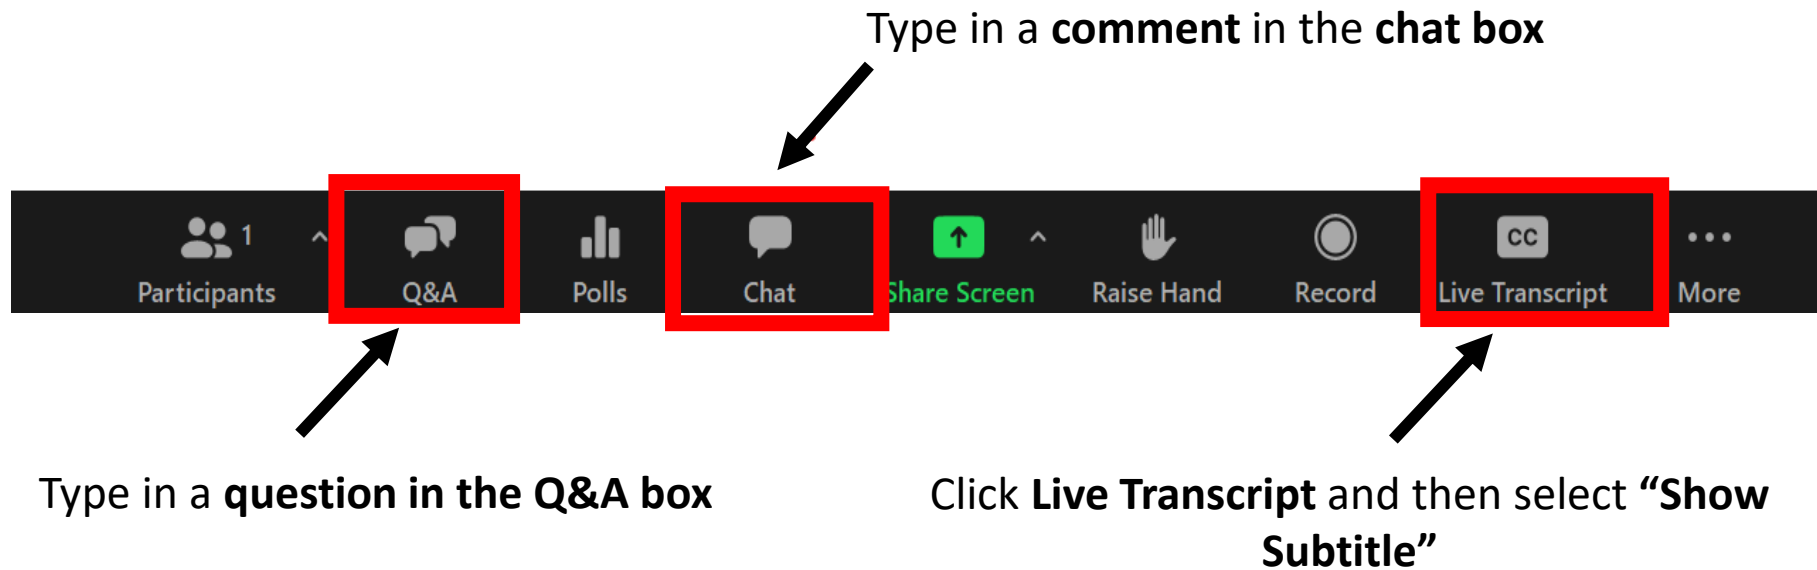 Type in a comment in the chat box
1
Participants
Q&A
Polls
Chat
Share Screen
Raise Hand
Record
CC
Live Transcript
More
Type in a question in the Q&A box
Click Live Transcript and then select “Show
Subtitle”